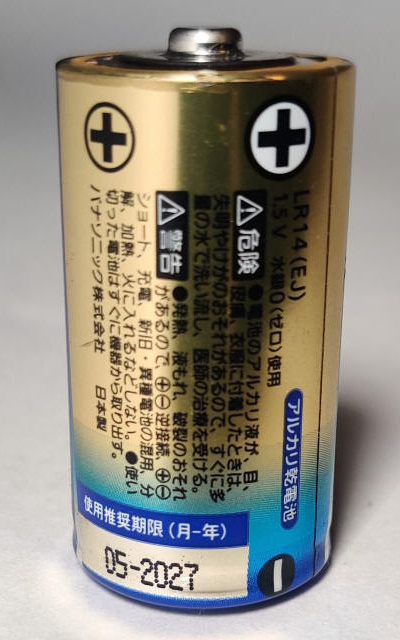 アルカリ乾電池
LR14(EJ)
1.5V 水銀0(ゼロ)使用
⚠危険 ●電池のアルカリ液が、目、
皮膚、衣服に付着したときは、
失明やけがのおそれがあるので、すぐに多
量の水で洗い流し、医師の治療を受ける。
⚠警告 ●発熱、液もれ、破裂のおそれ
があるので、⊕⊖逆接続、⊕⊖
ショート、充電、新旧・異種電池の混用、分
解、加熱、火に入れるなどしない。●使い
切った電池はすぐに機器から取り出す。
パナソニック株式会社 日本製
使用推奨期限(月-年)
05-2027